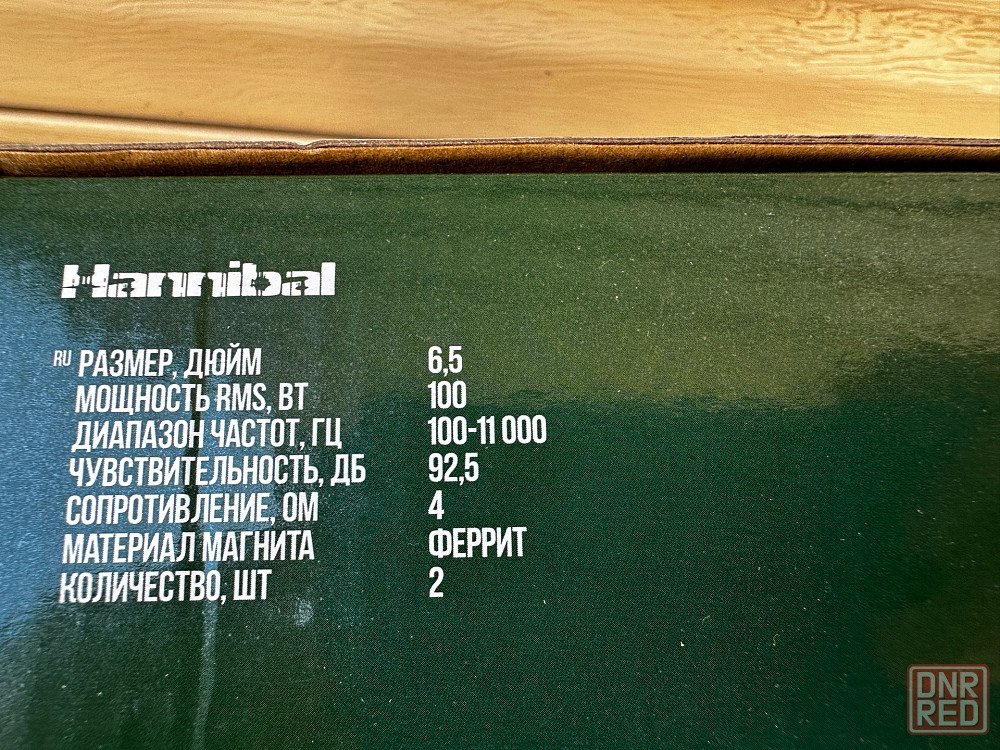 Hannibal
RU РАЗМЕР, ДЮЙМ 6,5
МОЩНОСТЬ RMS, ВТ 100
ДИАПАЗОН ЧАСТОТ, ГЦ 100-11 000
ЧУВСТВИТЕЛЬНОСТЬ, ДБ 92,5
СОПРОТИВЛЕНИЕ, ОМ 4
МАТЕРИАЛ МАГНИТА ФЕРРИТ
КОЛИЧЕСТВО, ШТ 2
DNR
RED